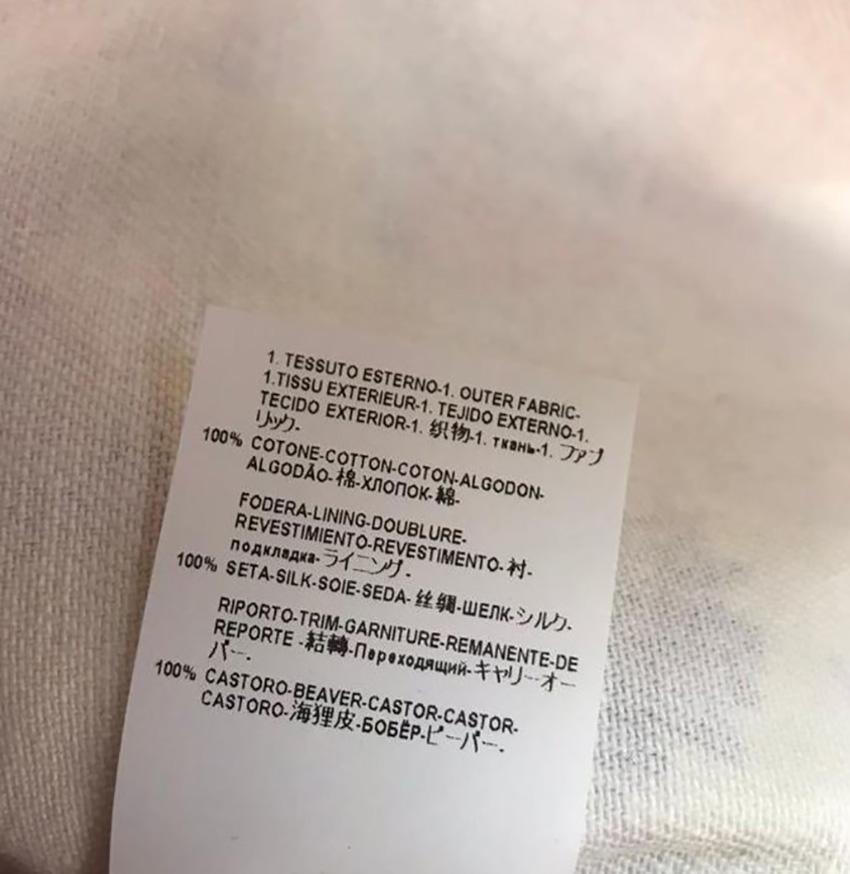 1. TESSUTO ESTERNO-1. OUTER FABRIC-
1.TISSU EXTERIEUR-1. TEJIDO EXTERNO-1.
TECIDO EXTERIOR-1. 织物-1. ткань-1. ファブ
リック-
100% COTONE-COTTON-COTON-ALGODON-
ALGODÃO-棉-ХЛОПОК-綿-
FODERA-LINING-DOUBLURE-
REVESTIMIENTO-REVESTIMENTO-衬-
подкладка-ライニング-
100% SETA-SILK-SOIE-SEDA-丝绸-ШЕЛК-シルク-
RIPORTO-TRIM-GARNITURE-REMANENTE-DE
REPORTE -結轉-Переходящий-キャリーオー
バー-
100% CASTORO-BEAVER-CASTOR-CASTOR-
CASTORO-海狸皮-БОБЁР-ビーバー-